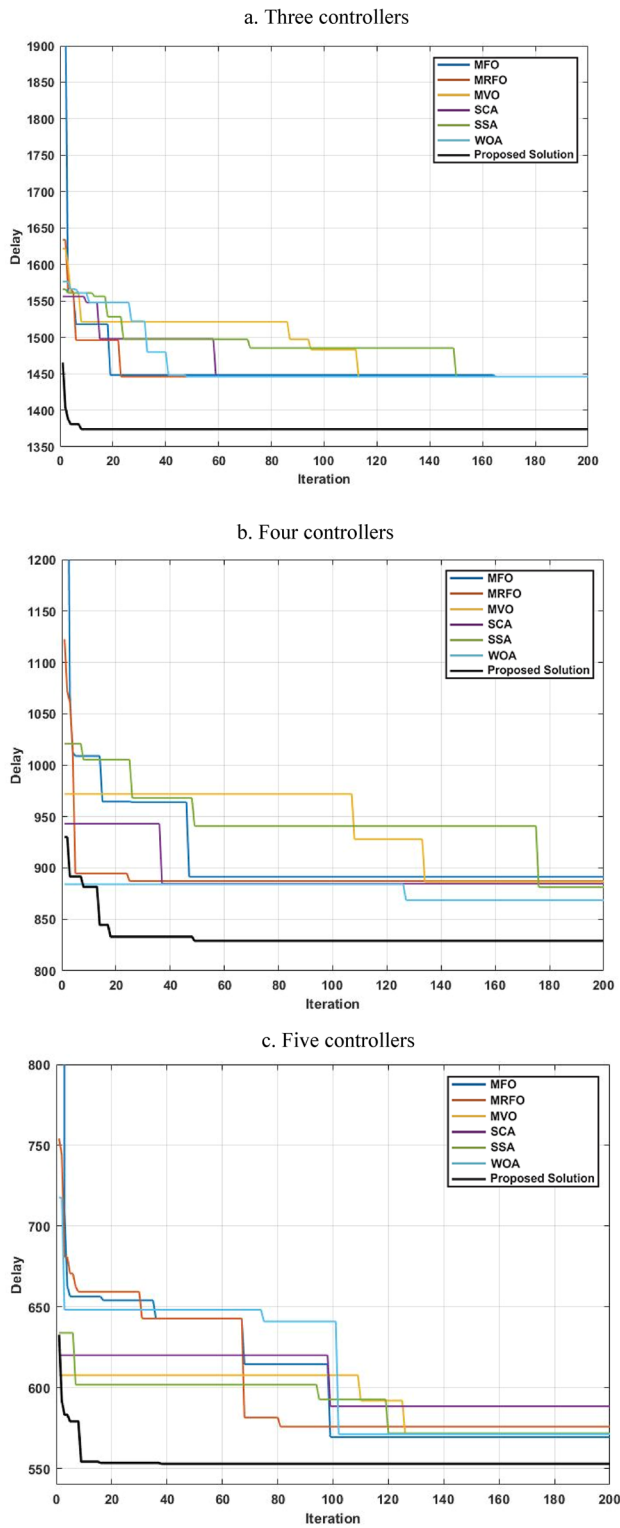 a. Three controllers
1900
1850
1800
1750
1700
1650
1600
1550
1500
1450
1400
1350
Delay
0 20 40 60 80 100 120 140 160 180 200
Iteration
MFO
MRFO
MVO
SCA
SSA
WOA
Proposed Solution
b. Four controllers
1200
1150
1100
1050
1000
950
900
850
800
Delay
0 20 40 60 80 100 120 140 160 180 200
Iteration
MFO
MRFO
MVO
SCA
SSA
WOA
Proposed Solution
c. Five controllers
800
750
700
650
600
550
Delay
0 20 40 60 80 100 120 140 160 180 200
Iteration
MFO
MRFO
MVO
SCA
SSA
WOA
Proposed Solution